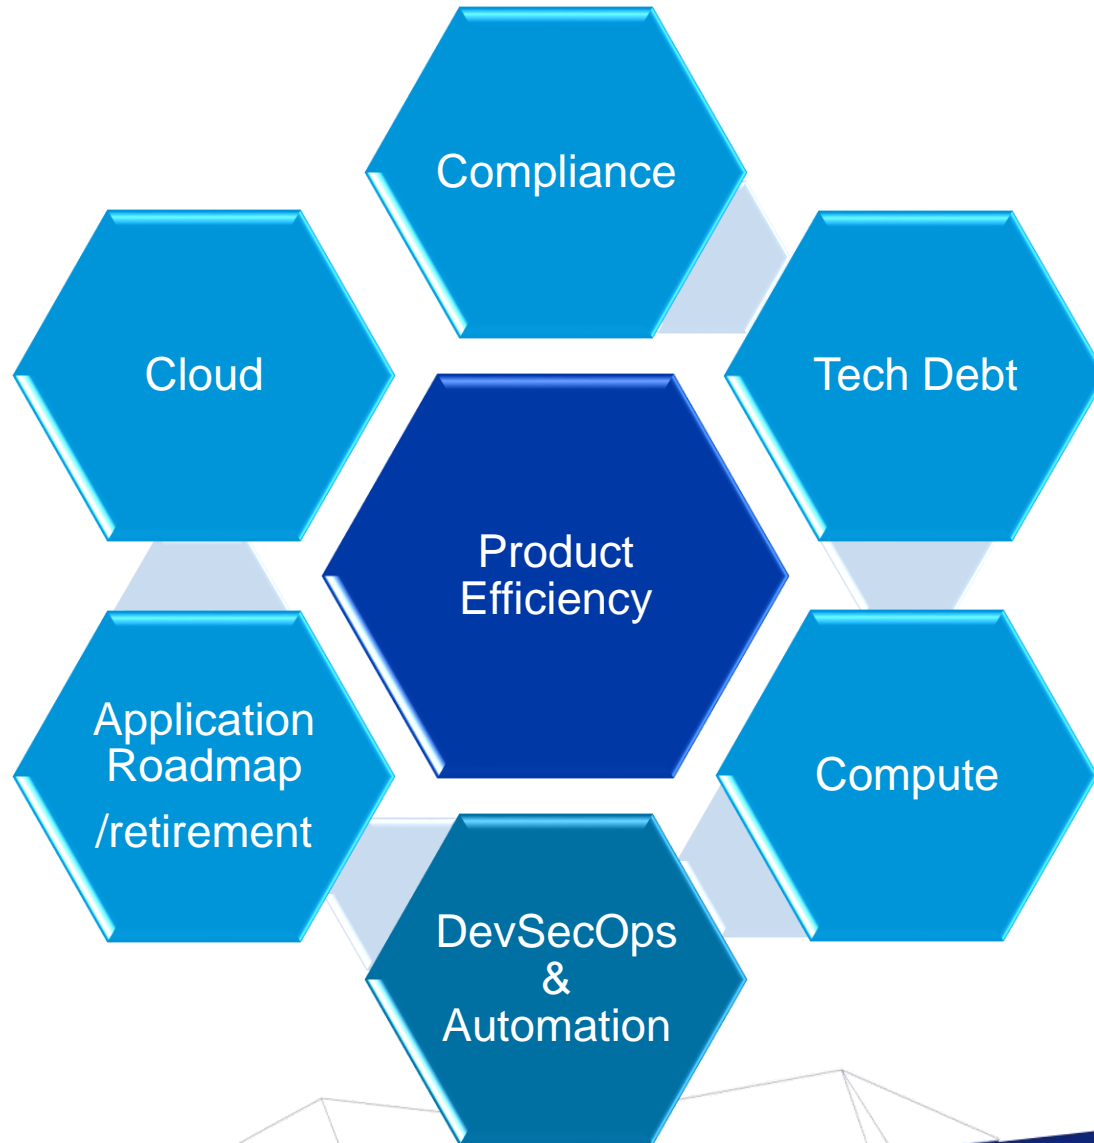 Compliance
Cloud
Tech Debt
Product
Efficiency
Application
Roadmap
/retirement
Compute
DevSecOps
&
Automation